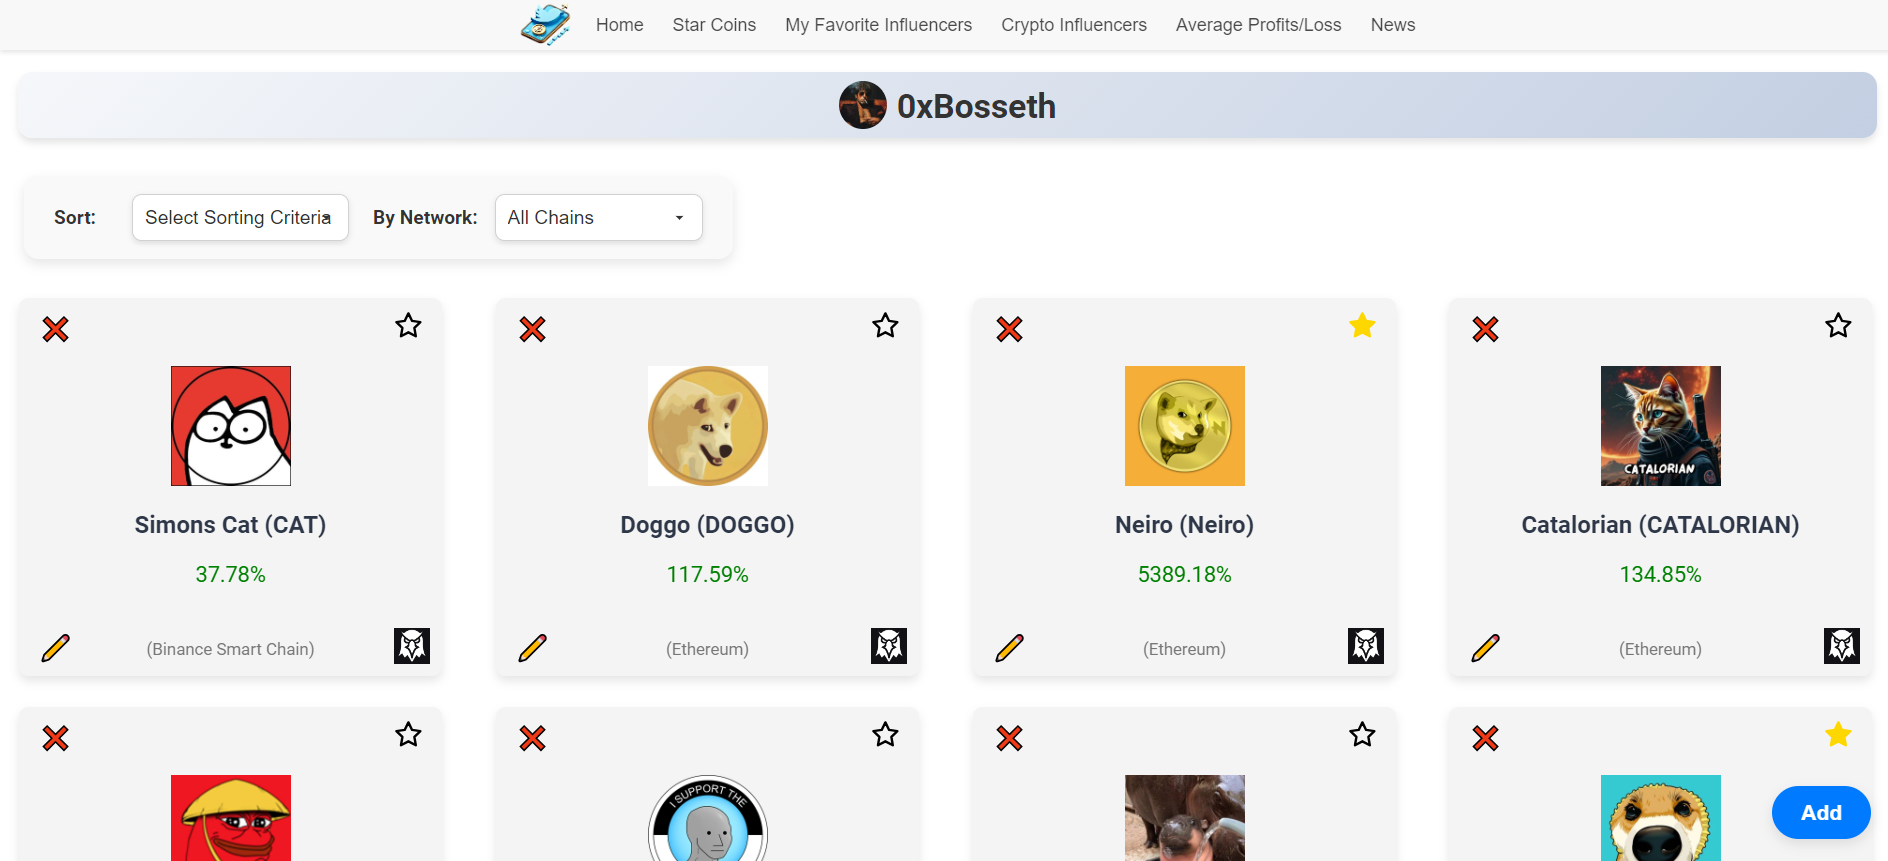 Home Star Coins My Favorite Influencers Crypto Influencers Average Profits/Loss News
0xBosseth
Sort: Select Sorting Criteria By Network: All Chains
Simons Cat (CAT)
37.78%
(Binance Smart Chain)
Doggo (DOGGO)
117.59%
(Ethereum)
Neiro (Neiro)
5389.18%
(Ethereum)
CATALORIAN
Catalorian (CATALORIAN)
134.85%
(Ethereum)
I SUPPORT THE
Add